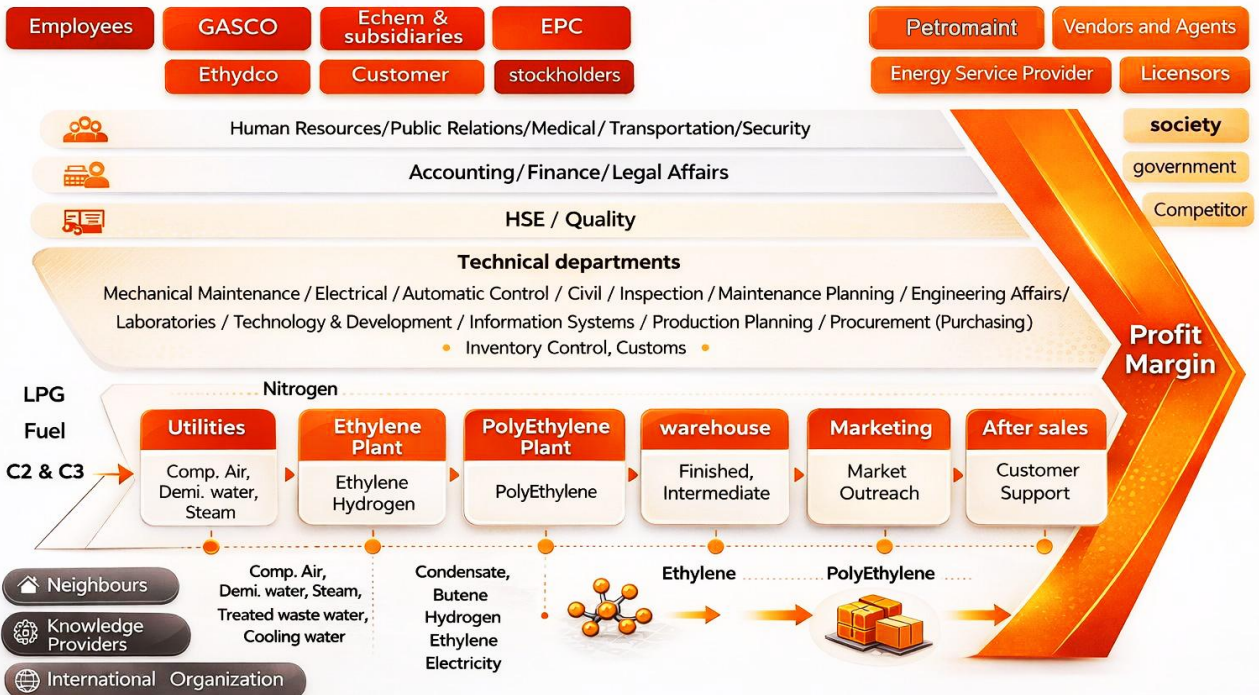 Employees
GASCO
Echem &
subsidiaries
EPC
Petromaint
Vendors and Agents
Ethydco
Customer
stockholders
Energy Service Provider
Licensors
Human Resources/Public Relations/Medical/ Transportation/Security
society
Accounting/Finance/Legal Affairs
government
HSE / Quality
Competitor
Technical departments
Mechanical Maintenance / Electrical / Automatic Control / Civil / Inspection / Maintenance Planning / Engineering Affairs/
Laboratories / Technology & Development / Information Systems / Production Planning / Procurement (Purchasing)
• Inventory Control, Customs •
Profit
Margin
LPG
Fuel
C2 & C3
Nitrogen
Utilities
Comp. Air,
Demi. water,
Steam
Ethylene
Plant
Ethylene
Hydrogen
PolyEthylene
Plant
PolyEthylene
warehouse
Finished,
Intermediate
Marketing
Market
Outreach
After sales
Customer
Support
Neighbours
Knowledge
Providers
International Organization
Comp. Air,
Demi. water, Steam,
Treated waste water,
Cooling water
Condensate,
Butene
Hydrogen
Ethylene
Electricity
Ethylene
PolyEthylene